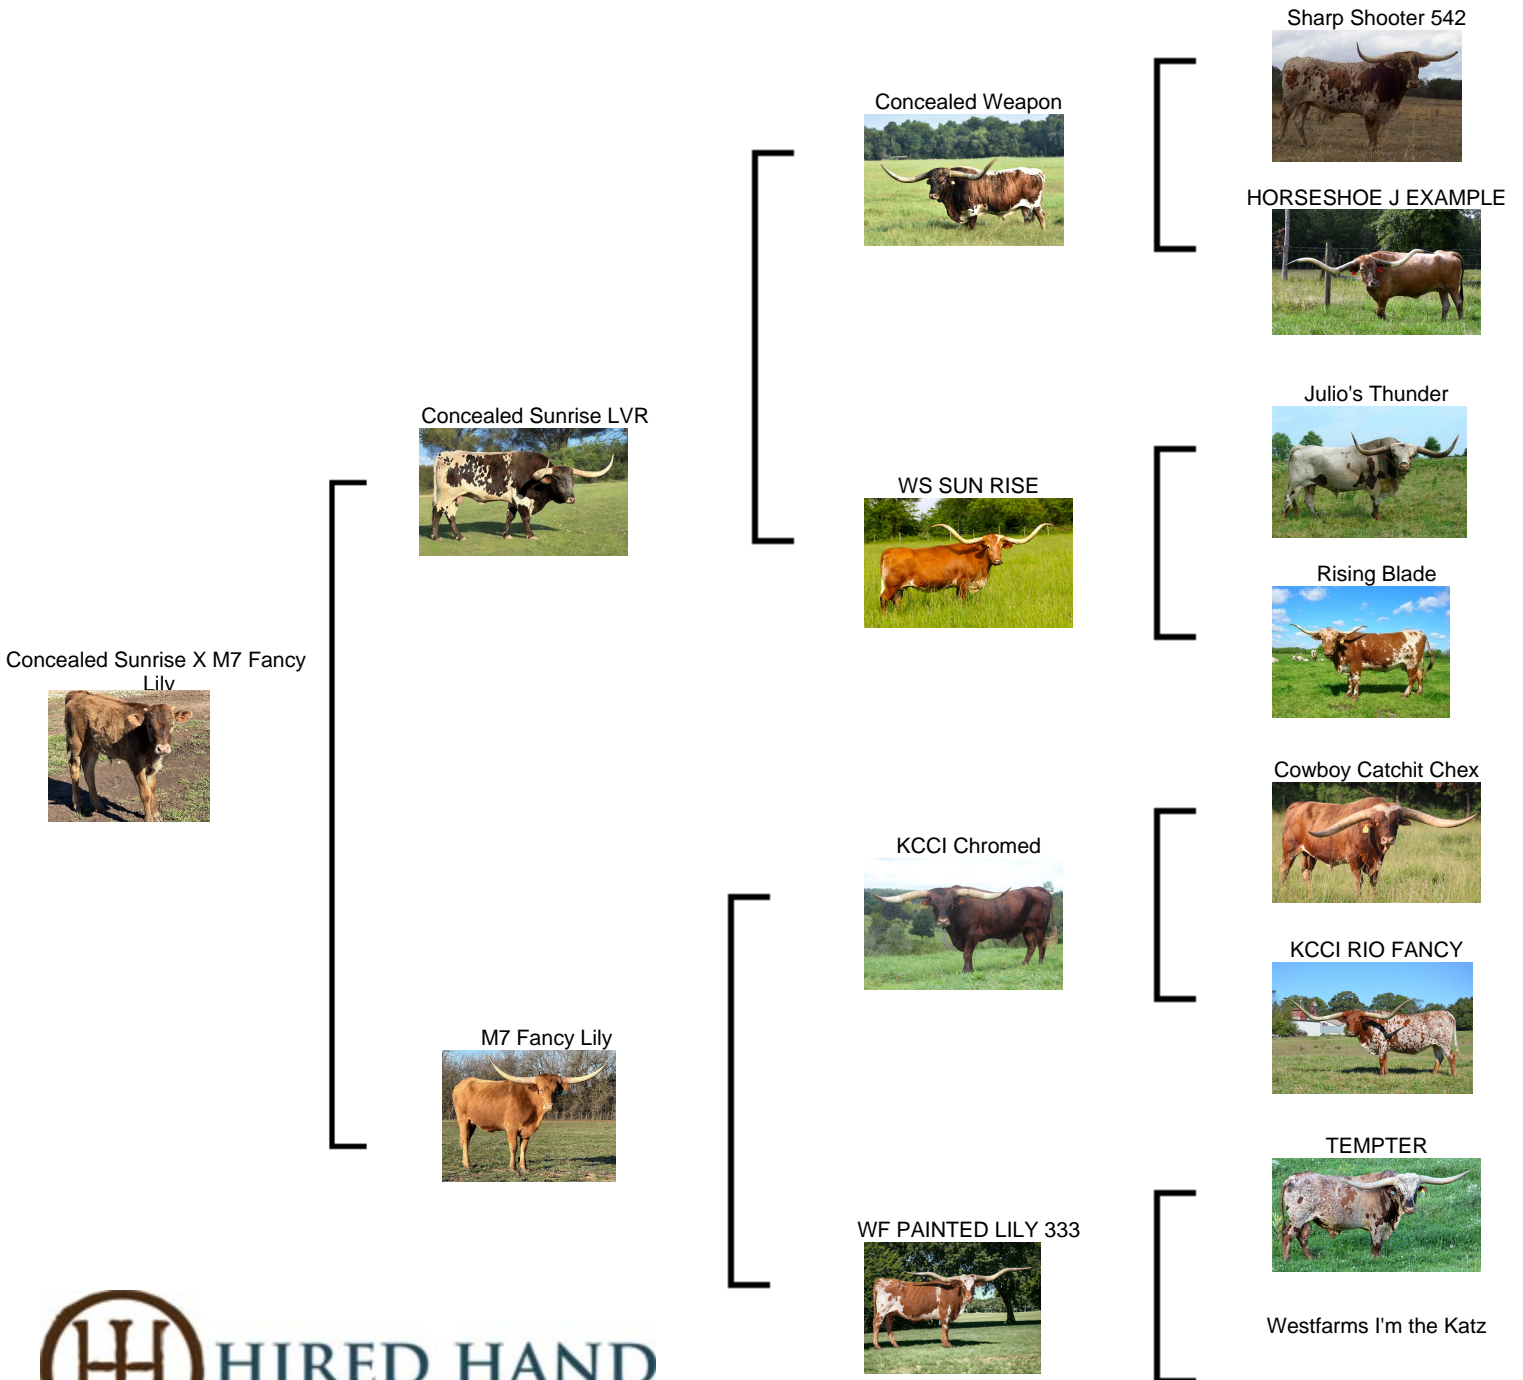 Sharp Shooter 542
Concealed Weapon
HORSESHOE J EXAMPLE
Julio's Thunder
Concealed Sunrise LVR
WS SUN RISE
Rising Blade
Concealed Sunrise X M7 Fancy
Lily
Cowboy Catchit Chex
KCCI Chromed
KCCI RIO FANCY
M7 Fancy Lily
TEMPTER
WF PAINTED LILY 333
Westfarms I'm the Katz
HIRED HAND